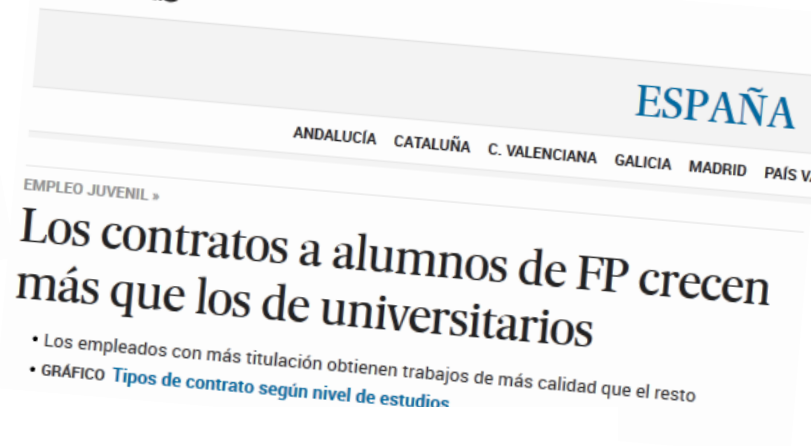 ESPAÑA
ANDALUCÍA CATALUÑA C. VALENCIANA GALICIA MADRID PAÍS
EMPLEO JUVENIL »
Los contratos a alumnos de FP crecen
más que los de universitarios
• Los empleados con más titulación obtienen trabajos de más calidad que el resto
• GRÁFICO Tipos de contrato según nivel de estudios